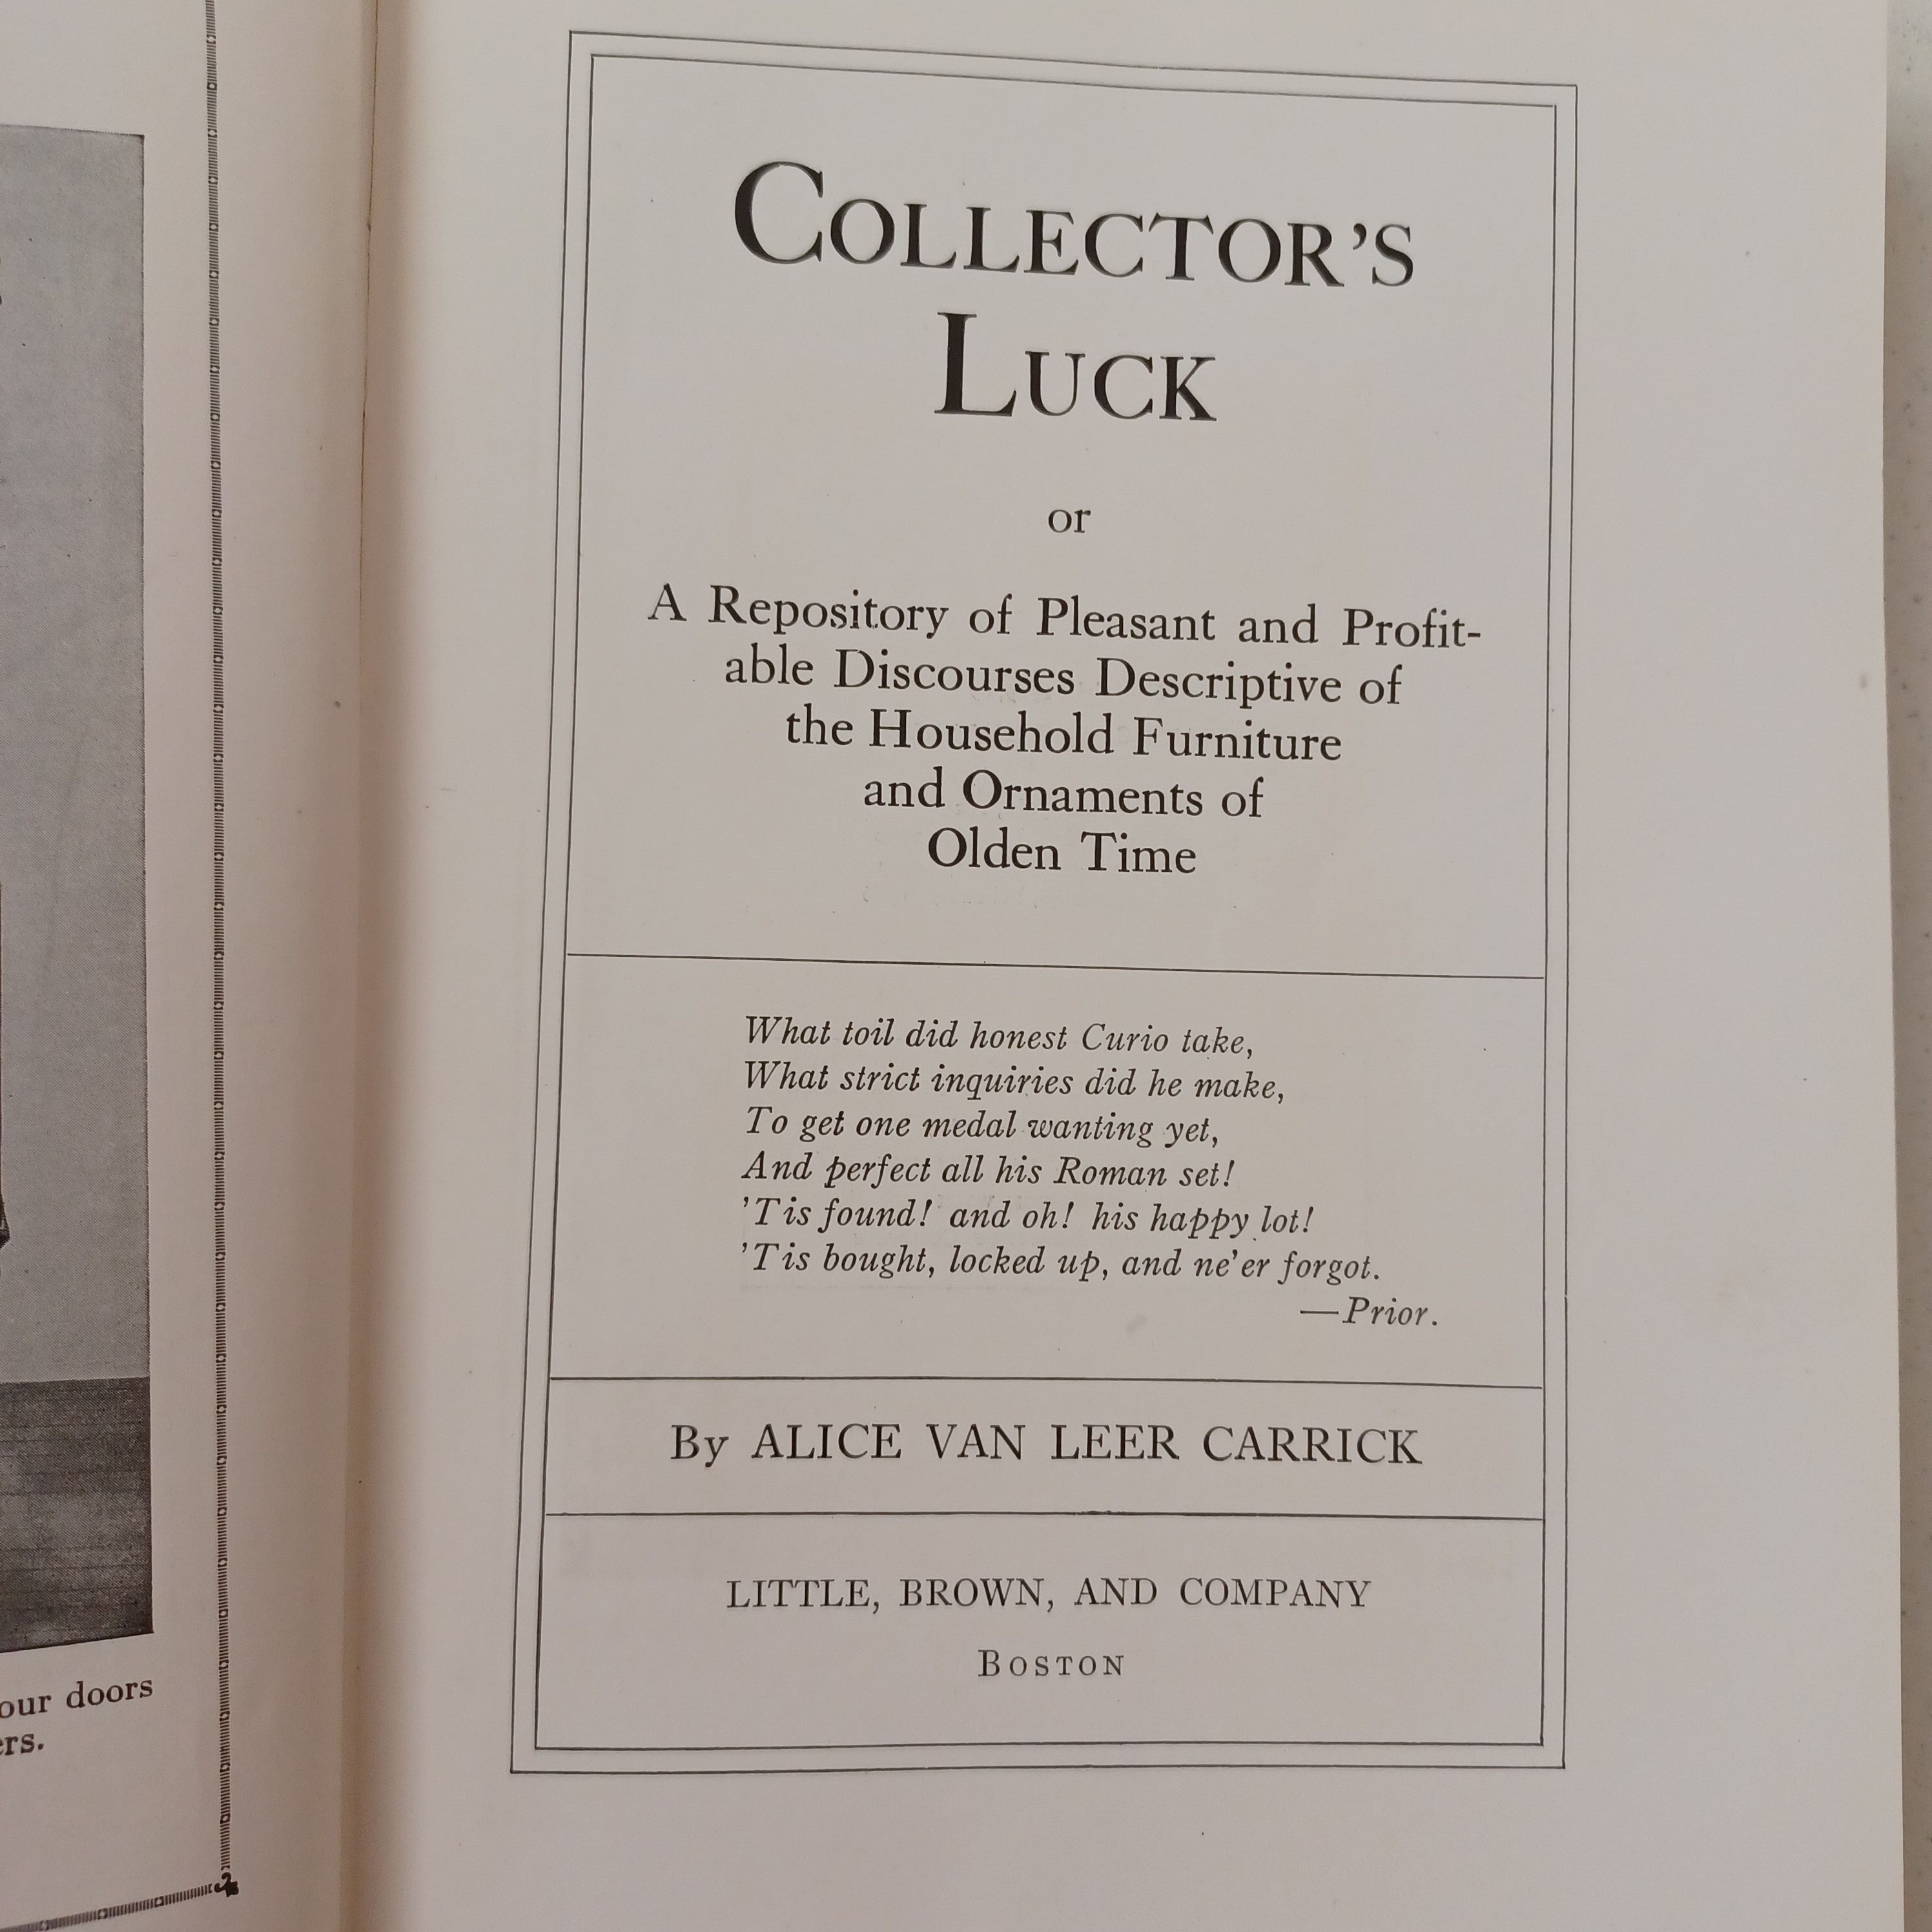 our doors
ers.
COLLECTOR'S
LUCK
or
A Repository of Pleasant and Profit-
able Discourses Descriptive of
the Household Furniture
and Ornaments of
Olden Time
What toil did honest Curio take,
What strict inquiries did he make,
To get one medal wanting yet,
And perfect all his Roman set!
'Tis found! and oh! his happy lot!
'Tis bought, locked up, and ne'er forgot.
—Prior.
By ALICE VAN LEER CARRICK
LITTLE, BROWN, AND COMPANY
BOSTON